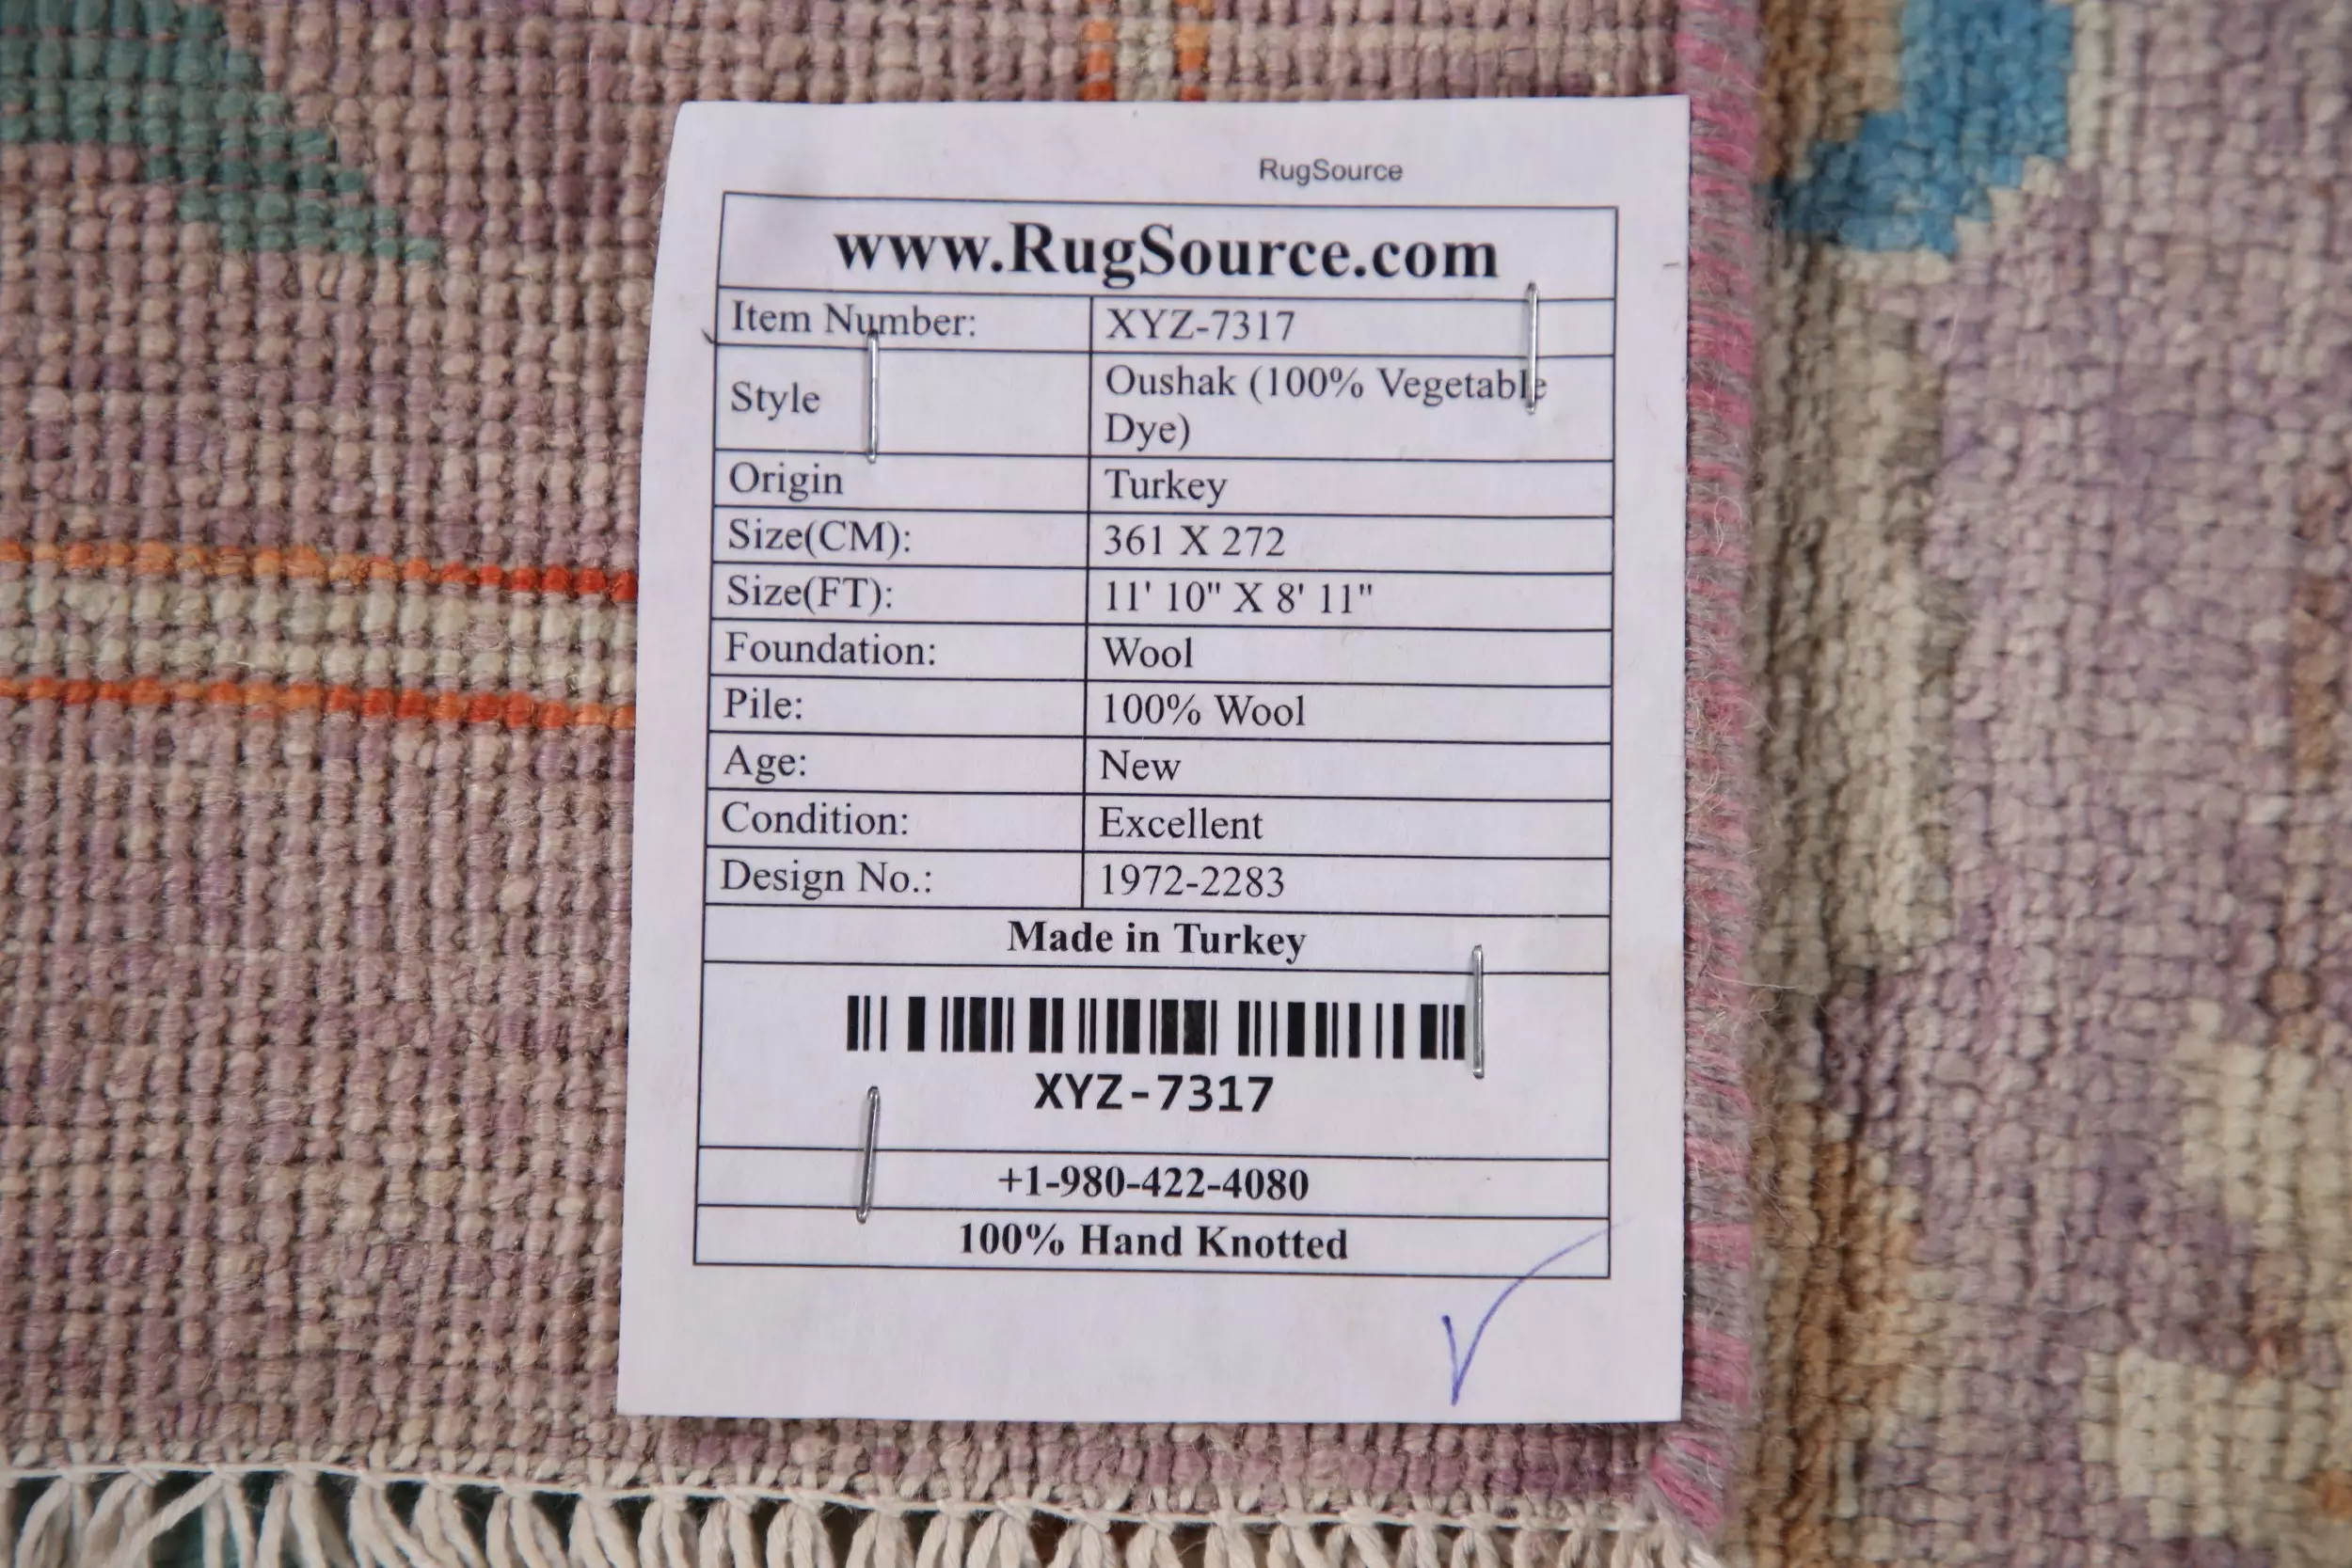 RugSource
www.RugSource.com
Item Number: XYZ-7317
Style Oushak (100% Vegetable
Dye)
Origin Turkey
Size(CM): 361 X 272
Size(FT): 11' 10" X 8' 11"
Foundation: Wool
Pile: 100% Wool
Age: New
Condition: Excellent
Design No.: 1972-2283
Made in Turkey
XYZ-7317
+1-980-422-4080
100% Hand Knotted